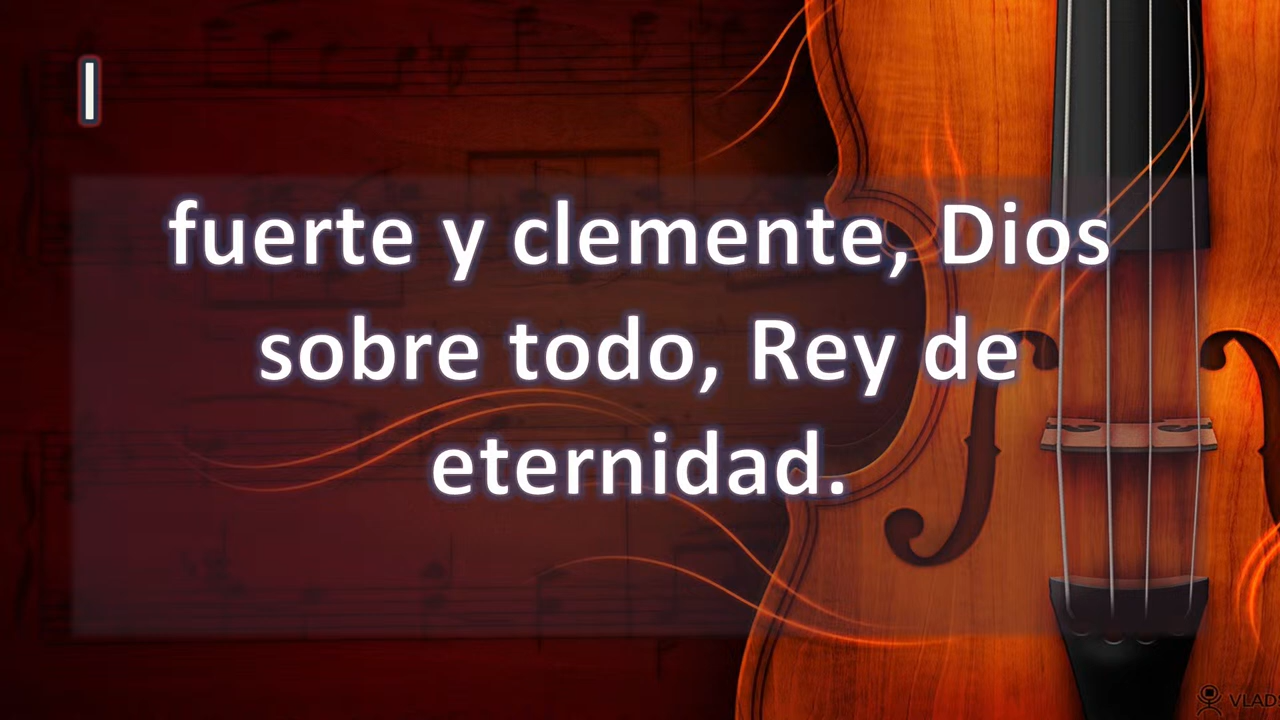 I
fuerte y clemente, Dios
sobre todo, Rey de
eternidad.